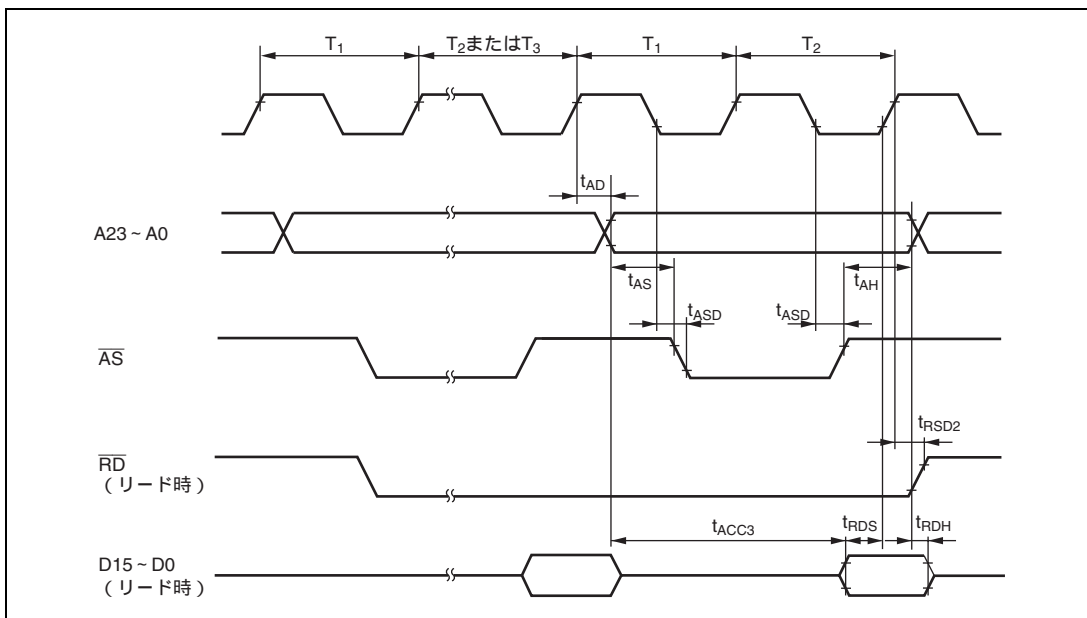 T1 T2またはT3 T1 T2
tAD
A23 ~ A0
tAS tAH
tASD tASD
AS
tRSD2
RD
( リード時 )
tACC3 tRDS tRDH
D15 ~ D0
( リード時 )